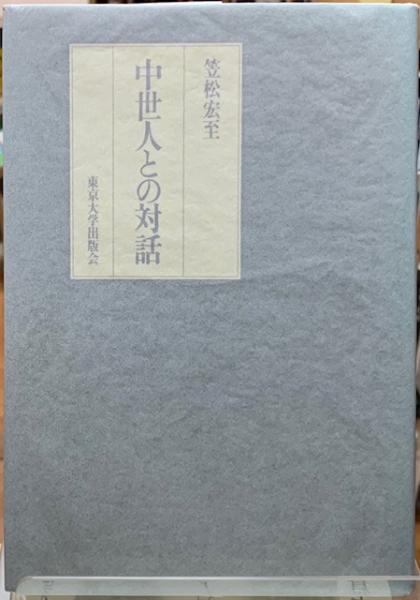 笠松宏至
中世人との対話
東京大学出版会